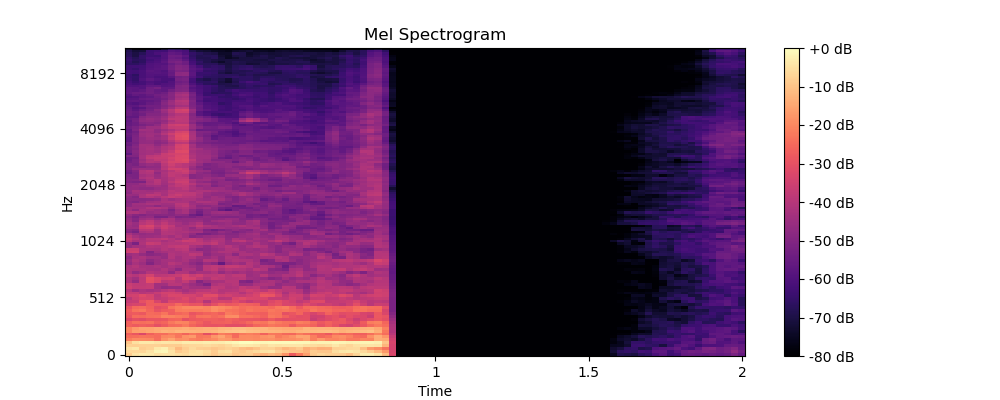 Mel Spectrogram
Hz
8192
4096
2048
1024
512
0
0
0.5
1
1.5
2
Time
+0 dB
-10 dB
-20 dB
-30 dB
-40 dB
-50 dB
-60 dB
-70 dB
-80 dB